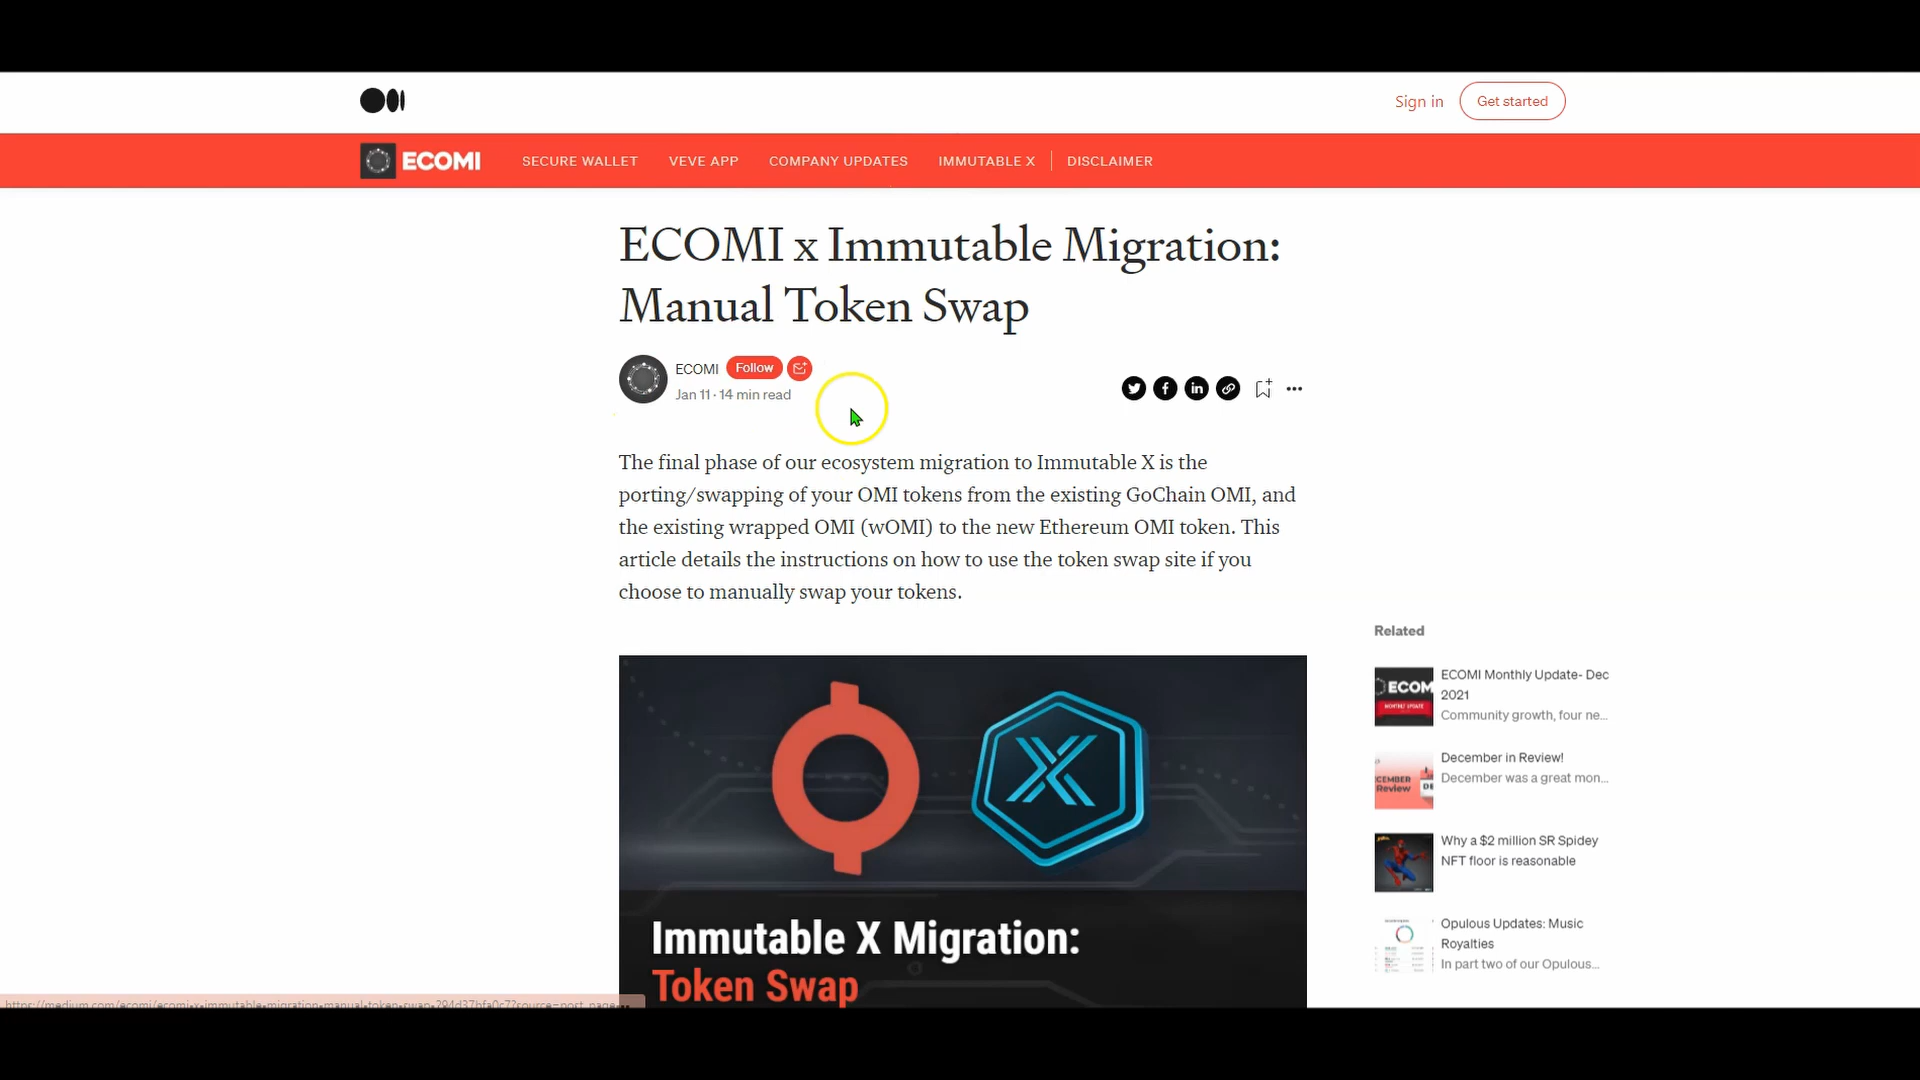 Sign in
Get started
ECOMI
SECURE WALLET
VEVE APP
COMPANY UPDATES
IMMUTABLE X
DISCLAIMER
ECOMI x Immutable Migration:
Manual Token Swap
ECOMI
Follow
Jan 11 · 14 min read
The final phase of our ecosystem migration to Immutable X is the
porting/swapping of your OMI tokens from the existing GoChain OMI, and
the existing wrapped OMI (wOMI) to the new Ethereum OMI token. This
article details the instructions on how to use the token swap site if you
choose to manually swap your tokens.
Immutable X Migration:
Token Swap
Related
ECOM
MONTHLY UPDATE
ECOMI Monthly Update- Dec
2021
Community growth, four ne...
CEMBER
Review
DE
December in Review!
December was a great mon...
Why a $2 million SR Spidey
NFT floor is reasonable
Opulous Updates: Music
Royalties
In part two of our Opulous...